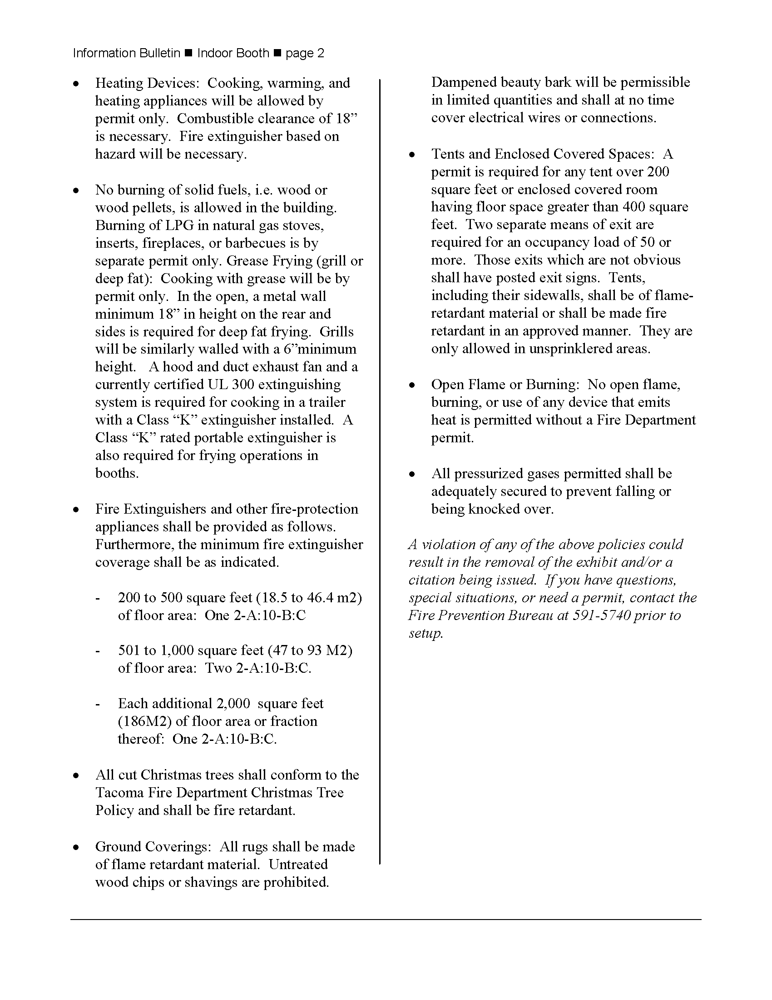 Information Bulletin ■ Indoor Booth ■ page 2
• Heating Devices: Cooking, warming, and
heating appliances will be allowed by
permit only. Combustible clearance of 18”
is necessary. Fire extinguisher based on
hazard will be necessary.
• No burning of solid fuels, i.e. wood or
wood pellets, is allowed in the building.
Burning of LPG in natural gas stoves,
inserts, fireplaces, or barbecues is by
separate permit only. Grease Frying (grill or
deep fat): Cooking with grease will be by
permit only. In the open, a metal wall
minimum 18” in height on the rear and
sides is required for deep fat frying. Grills
will be similarly walled with a 6”minimum
height. A hood and duct exhaust fan and a
currently certified UL 300 extinguishing
system is required for cooking in a trailer
with a Class “K” extinguisher installed. A
Class “K” rated portable extinguisher is
also required for frying operations in
booths.
• Fire Extinguishers and other fire-protection
appliances shall be provided as follows.
Furthermore, the minimum fire extinguisher
coverage shall be as indicated.
- 200 to 500 square feet (18.5 to 46.4 m2)
of floor area: One 2-A:10-B:C
- 501 to 1,000 square feet (47 to 93 M2)
of floor area: Two 2-A:10-B:C.
- Each additional 2,000 square feet
(186M2) of floor area or fraction
thereof: One 2-A:10-B:C.
• All cut Christmas trees shall conform to the
Tacoma Fire Department Christmas Tree
Policy and shall be fire retardant.
• Ground Coverings: All rugs shall be made
of flame retardant material. Untreated
wood chips or shavings are prohibited.
Dampened beauty bark will be permissible
in limited quantities and shall at no time
cover electrical wires or connections.
• Tents and Enclosed Covered Spaces: A
permit is required for any tent over 200
square feet or enclosed covered room
having floor space greater than 400 square
feet. Two separate means of exit are
required for an occupancy load of 50 or
more. Those exits which are not obvious
shall have posted exit signs. Tents,
including their sidewalls, shall be of flame-
retardant material or shall be made fire
retardant in an approved manner. They are
only allowed in unsprinklered areas.
• Open Flame or Burning: No open flame,
burning, or use of any device that emits
heat is permitted without a Fire Department
permit.
• All pressurized gases permitted shall be
adequately secured to prevent falling or
being knocked over.
A violation of any of the above policies could
result in the removal of the exhibit and/or a
citation being issued. If you have questions,
special situations, or need a permit, contact the
Fire Prevention Bureau at 591-5740 prior to
setup.